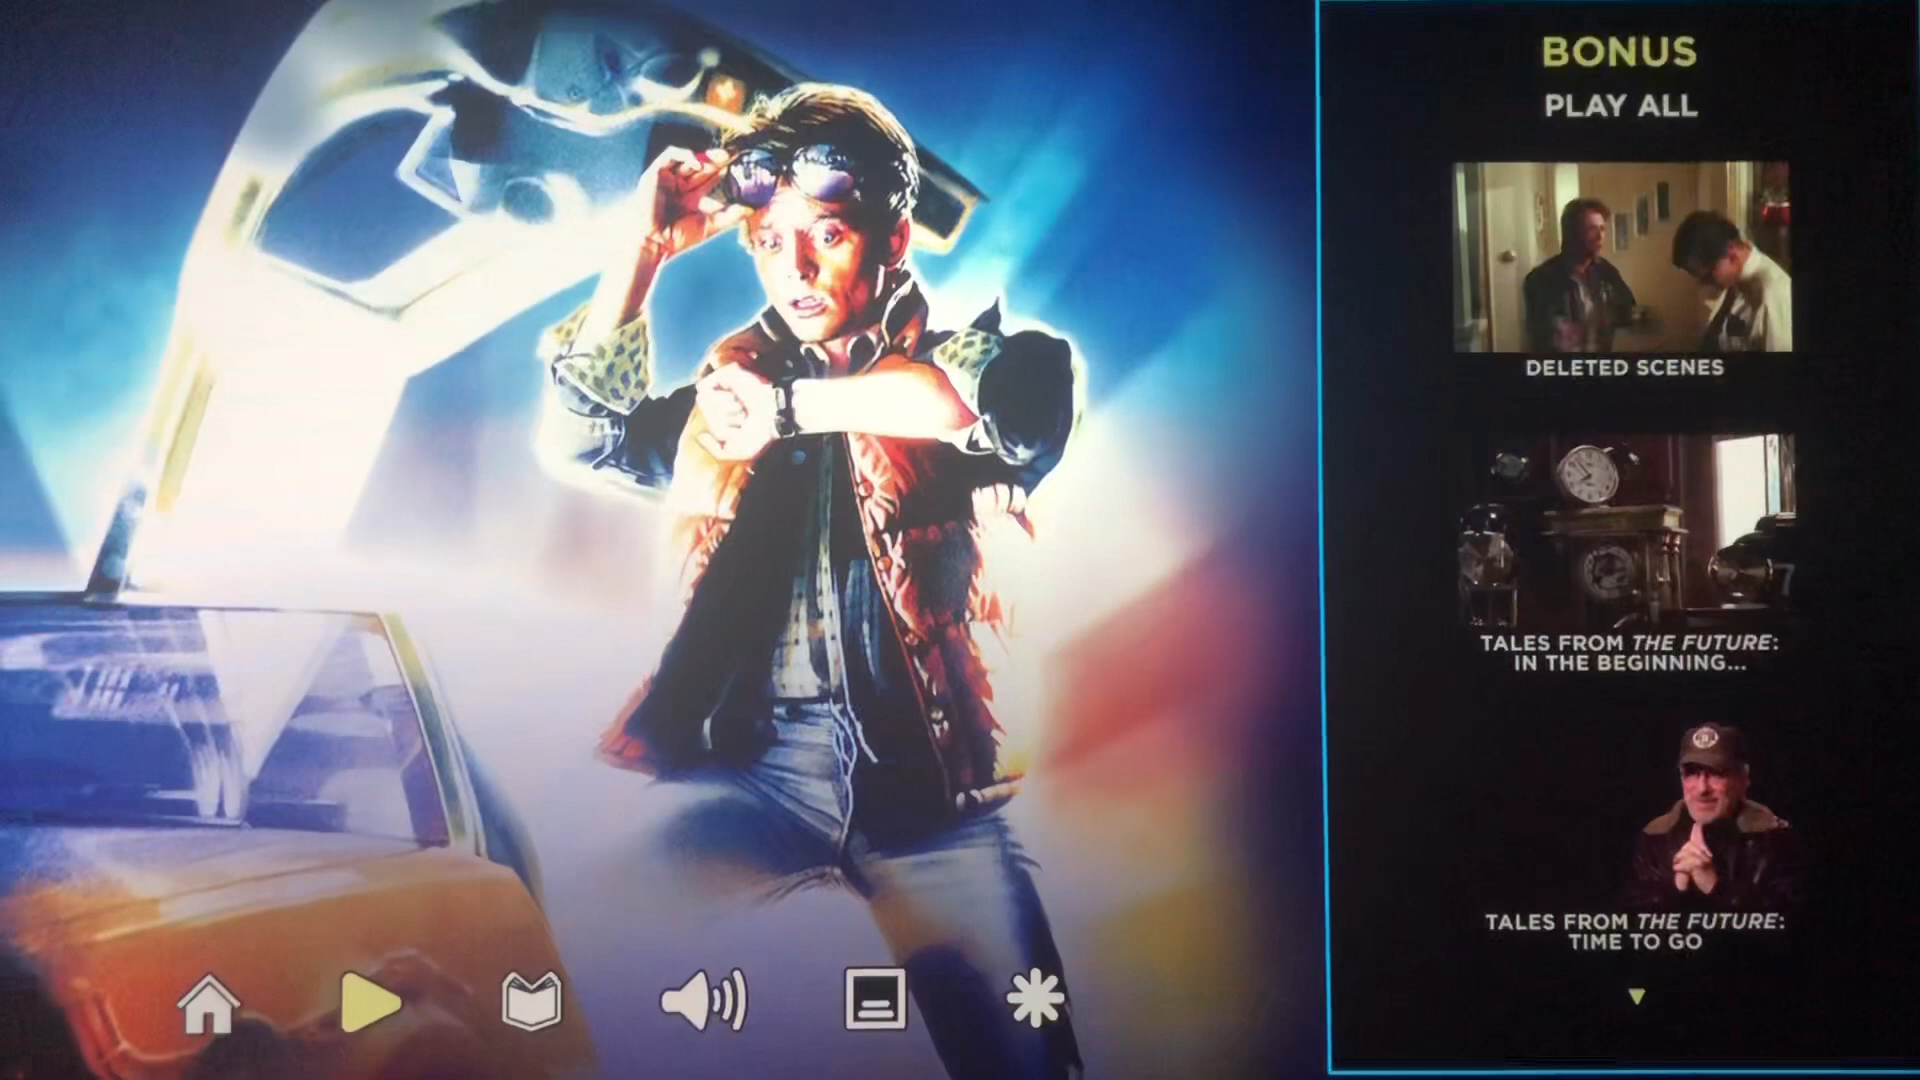 BONUS
PLAY ALL
DELETED SCENES
TALES FROM THE FUTURE:
IN THE BEGINNING...
TALES FROM THE FUTURE:
TIME TO GO